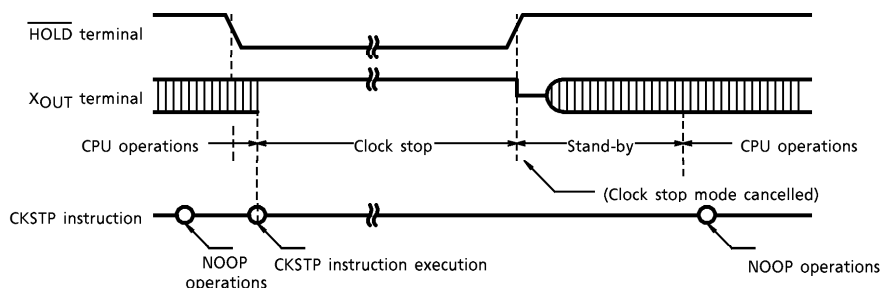 HOLD terminal
XOUT terminal
CPU operations
Clock stop
Stand-by
CPU operations
(Clock stop mode cancelled)
CKSTP instruction
NOOP
operations
CKSTP instruction execution
NOOP operations